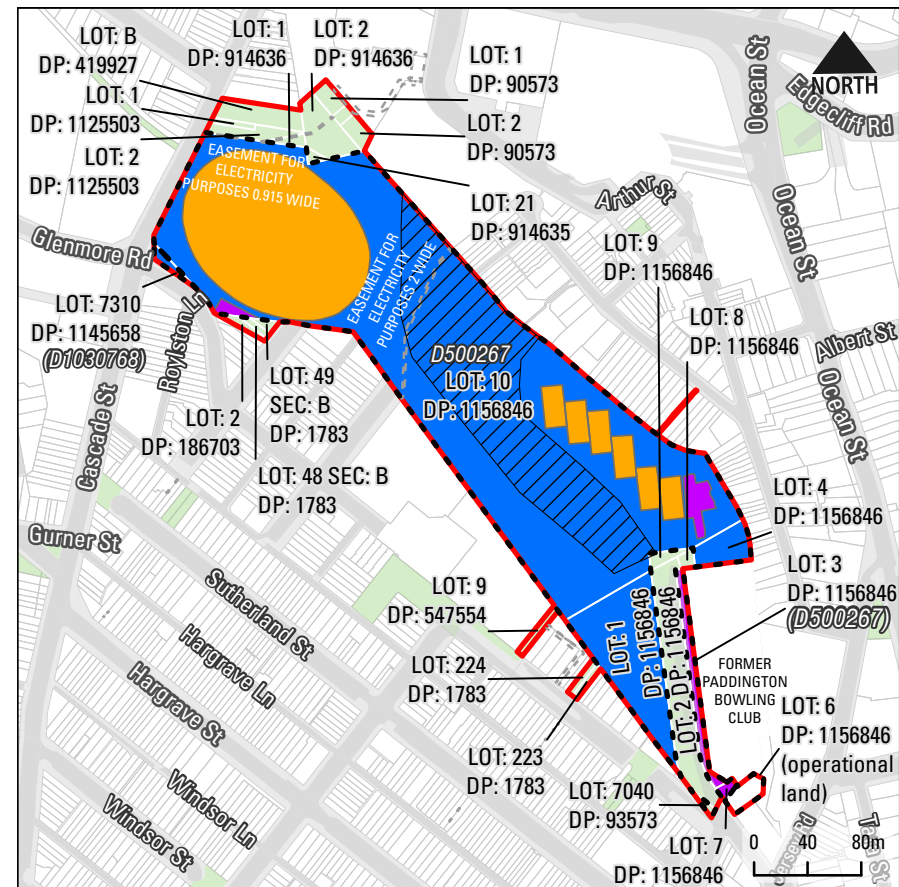 LOT: B
DP: 419927
LOT: 1
DP: 914636
LOT: 2
DP: 914636
LOT: 1
DP: 90573
LOT: 1
DP: 1125503
LOT: 2
DP: 90573
LOT: 2
DP: 1125503
Ocean St
NORTH
Edgecliff Rd
EASEMENT FOR
ELECTRICITY
PURPOSES 0.915 WIDE
LOT: 21
DP: 914635
Arthur St
Ocean St
Glenmore Rd
EASEMENT FOR
ELECTRICITY
PURPOSES 2 WIDE
LOT: 9
DP: 1156846
LOT: 7310
DP: 1145658
(D1030768)
Roylston Ln
LOT: 8
DP: 1156846
Albert St
D500267
LOT: 10
DP: 1156846
LOT: 49
SEC: B
DP: 1783
LOT: 2
DP: 186703
Cascade St
Ocean St
LOT: 48 SEC: B
DP: 1783
LOT: 4
DP: 1156846
Gurner St
LOT: 3
DP: 1156846
(D500267)
Sutherland St
LOT: 9
DP: 547554
LOT: 1
DP: 1156846
LOT: 2 DP: 1156846
Hargrave Ln
LOT: 224
DP: 1783
FORMER
PADDINGTON
BOWLING
CLUB
Hargrave St
LOT: 6
DP: 1156846
(operational
land)
LOT: 223
DP: 1783
LOT: 7040
DP: 93573
Windsor Ln
Windsor St
LOT: 7
DP: 1156846
Jersey Rd
0 40 80m